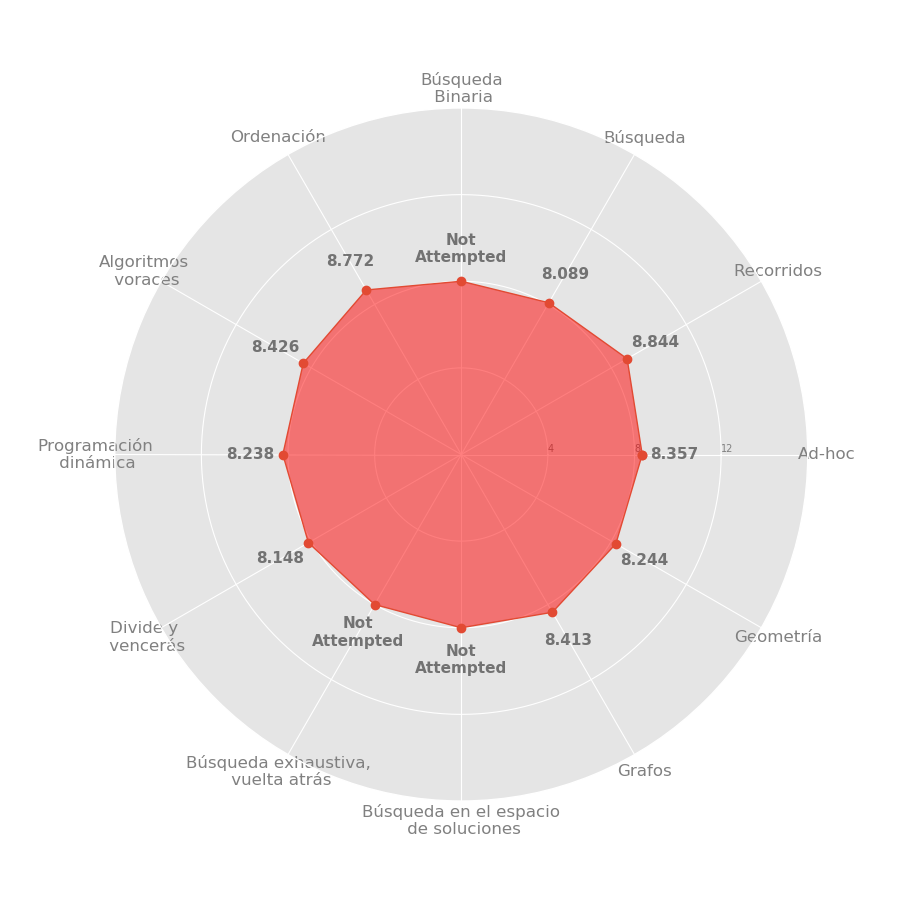 Búsqueda
Binaria
Ordenación
Búsqueda
Not
Attempted
8.772
8.089
Algoritmos
voraces
Recorridos
8.426
8.844
Programación
dinámica
8.238
4
8
12
8.357
Ad-hoc
8.148
8.244
Divide y
vencerás
Not
Attempted
Not
Attempted
8.413
Geometría
Búsqueda exhaustiva,
vuelta atrás
Grafos
Búsqueda en el espacio
de soluciones